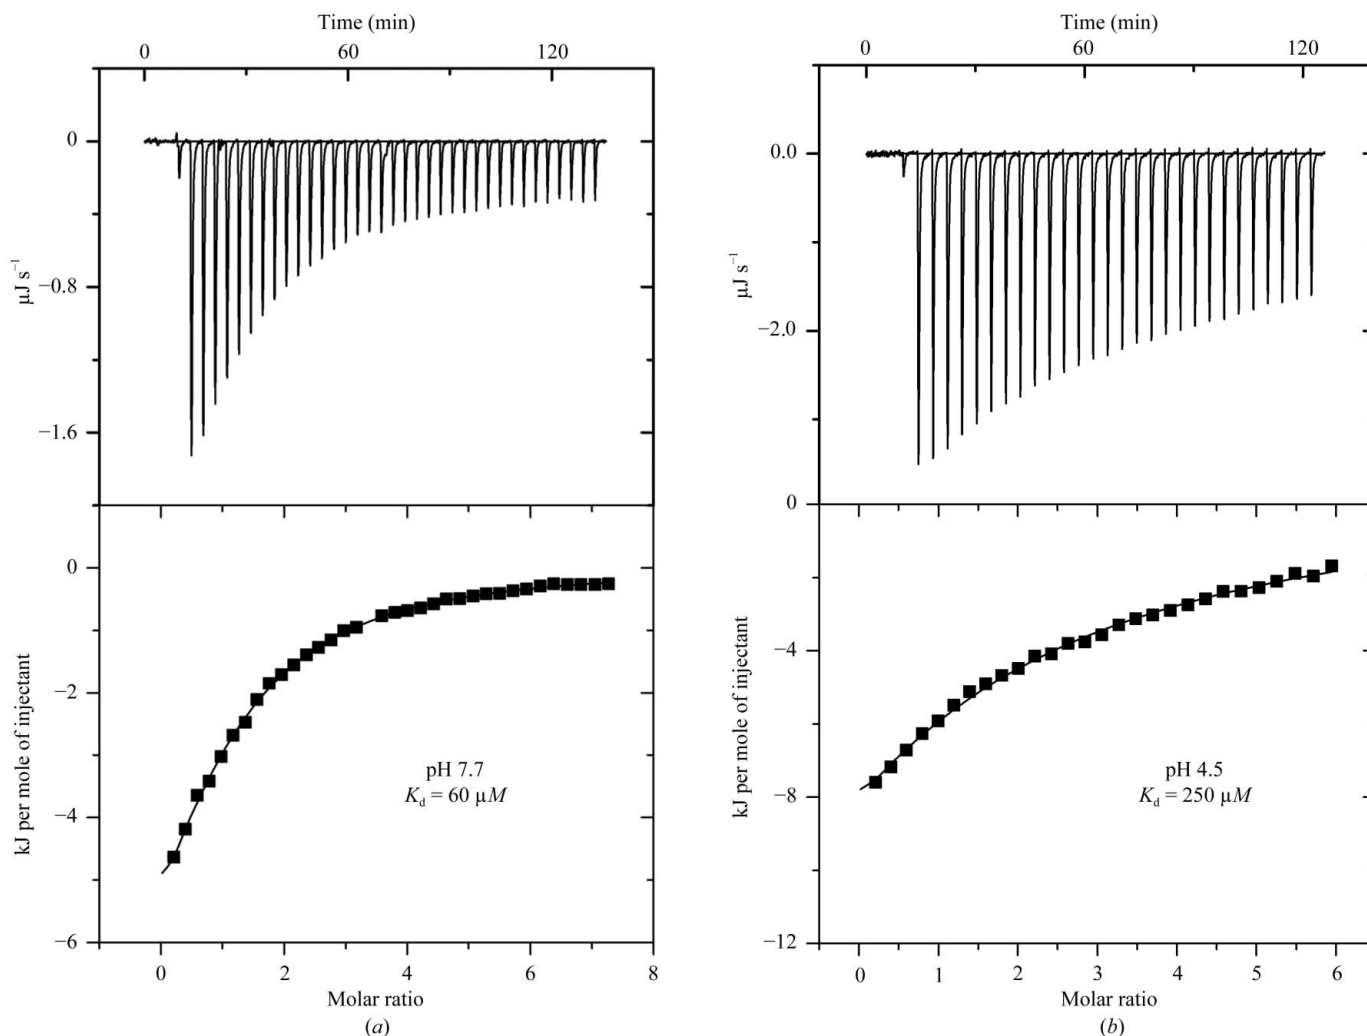 Time (min)
0 60 120
0
−0.8
−1.6
μJ s⁻¹
0
−2
−4
−6
kJ per mole of injectant
pH 7.7
K_d = 60 μM
0 2 4 6 8
Molar ratio
(a)
Time (min)
0 60 120
0.0
−2.0
0
μJ s⁻¹
−4
−8
−12
kJ per mole of injectant
pH 4.5
K_d = 250 μM
0 1 2 3 4 5 6
Molar ratio
(b)